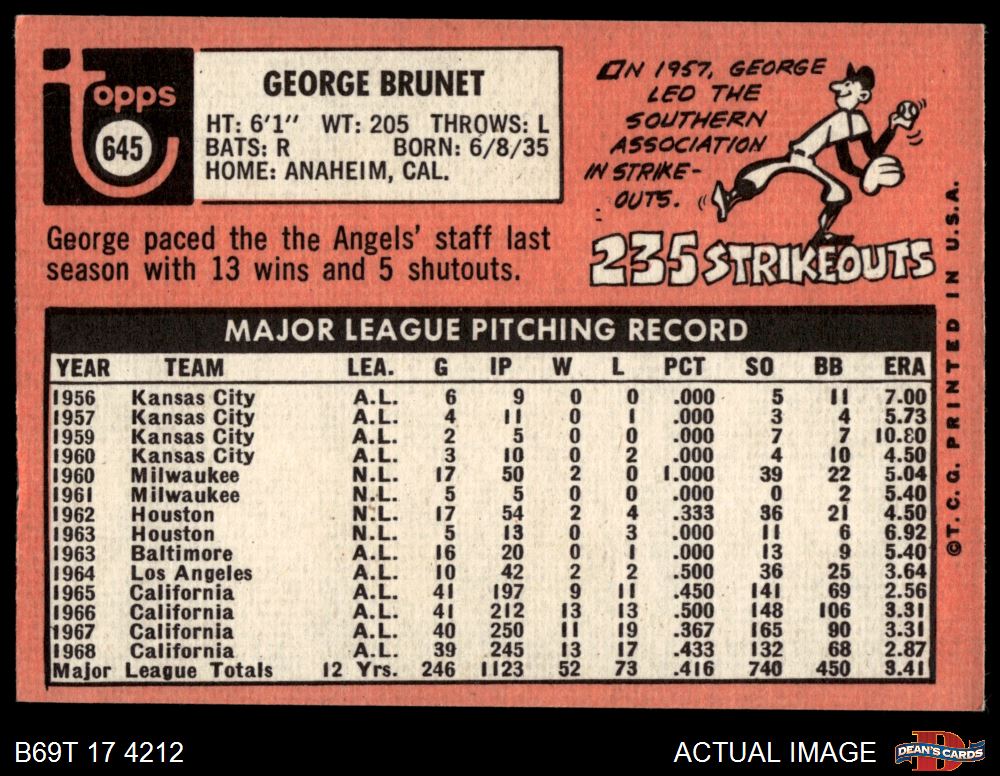 topps
645
GEORGE BRUNET
HT: 6'1" WT: 205 THROWS: L
BATS: R BORN: 6/8/35
HOME: ANAHEIM, CAL.
George paced the the Angels' staff last
season with 13 wins and 5 shutouts.
ON 1957, GEORGE
LED THE
SOUTHERN
ASSOCIATION
IN STRIKE-
OUTS.
235 STRIKEOUTS
MAJOR LEAGUE PITCHING RECORD
YEAR TEAM LEA. G IP W L PCT SO BB ERA
1956 Kansas City A.L. 6 9 0 0 .000 5 11 7.00
1957 Kansas City A.L. 4 11 0 1 .000 3 4 5.73
1959 Kansas City A.L. 2 5 0 0 .000 7 7 10.80
1960 Kansas City A.L. 3 10 0 2 .000 4 10 4.50
1960 Milwaukee N.L. 17 50 2 0 1.000 39 22 5.04
1961 Milwaukee N.L. 5 5 0 0 .000 0 2 5.40
1962 Houston N.L. 17 54 2 4 .333 36 21 4.50
1963 Houston N.L. 5 13 0 3 .000 11 6 6.92
1963 Baltimore A.L. 16 20 0 1 .000 13 9 5.40
1964 Los Angeles A.L. 10 42 2 2 .500 36 25 3.64
1965 California A.L. 41 197 9 11 .450 141 69 2.56
1966 California A.L. 41 212 13 13 .500 148 106 3.31
1967 California A.L. 40 250 11 19 .367 165 90 3.31
1968 California A.L. 39 245 13 17 .433 132 68 2.87
Major League Totals 12 Yrs. 246 1123 52 73 .416 740 450 3.41
© T. C. G. PRINTED IN U.S.A.
B69T 17 4212
ACTUAL IMAGE
DEAN'S CARDS